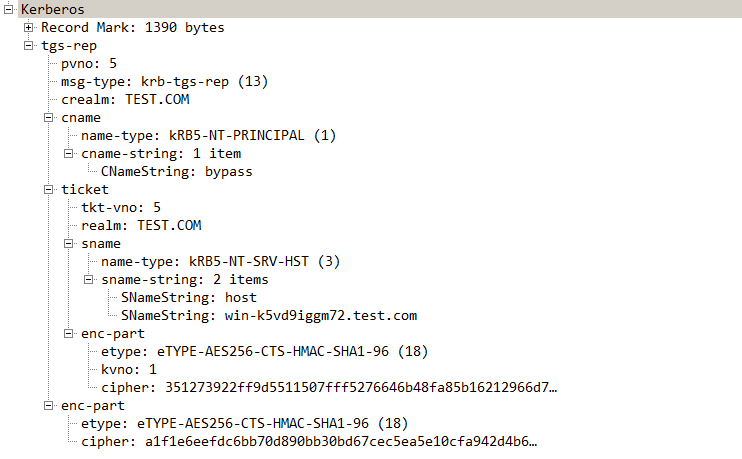 Kerberos
Record Mark: 1390 bytes
tgs-rep
pvno: 5
msg-type: krb-tgs-rep (13)
crealm: TEST.COM
cname
name-type: kRB5-NT-PRINCIPAL (1)
cname-string: 1 item
CNameString: bypass
ticket
tkt-vno: 5
realm: TEST.COM
sname
name-type: kRB5-NT-SRV-HST (3)
sname-string: 2 items
SNameString: host
SNameString: win-k5vd9iggm72.test.com
enc-part
etype: eTYPE-AES256-CTS-HMAC-SHA1-96 (18)
kvno: 1
cipher: 351273922ff9d5511507fff5276646b48fa85b16212966d7…
enc-part
etype: eTYPE-AES256-CTS-HMAC-SHA1-96 (18)
cipher: a1f1e6eefdc6bb70d890bb30bd67cec5ea5e10cfa942d4b6…